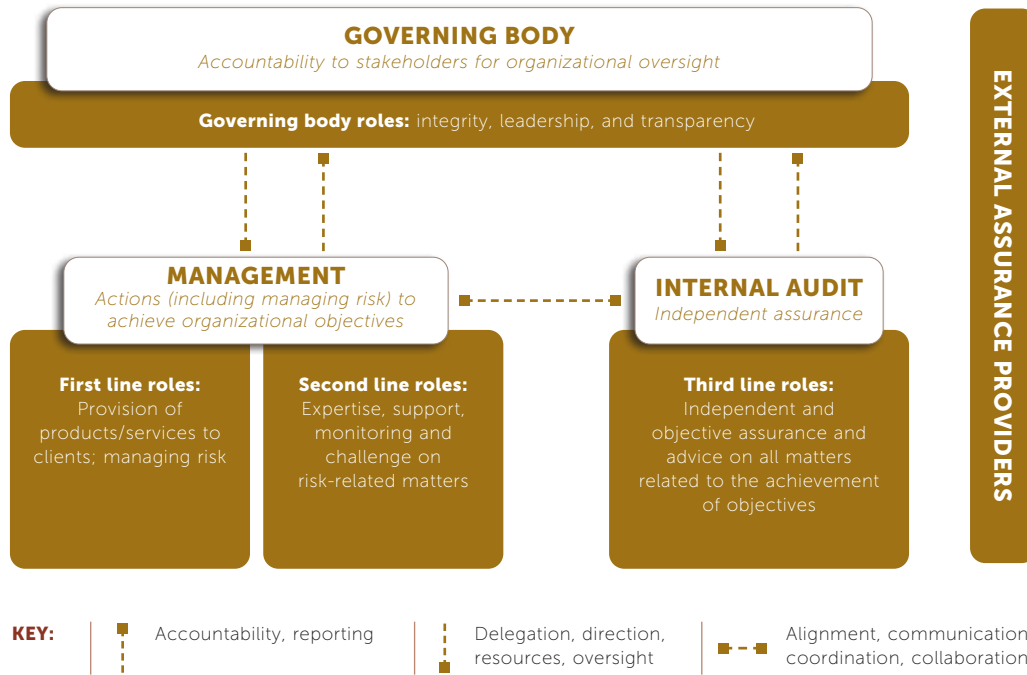 GOVERNING BODY
Accountability to stakeholders for organizational oversight
Governing body roles: integrity, leadership, and transparency
MANAGEMENT
Actions (including managing risk) to
achieve organizational objectives
INTERNAL AUDIT
Independent assurance
First line roles:
Provision of
products/services to
clients; managing risk
Second line roles:
Expertise, support,
monitoring and
challenge on
risk-related matters
Third line roles:
Independent and
objective assurance and
advice on all matters
related to the achievement
of objectives
EXTERNAL ASSURANCE PROVIDERS
KEY:
Accountability, reporting
Delegation, direction,
resources, oversight
Alignment, communication
coordination, collaboration